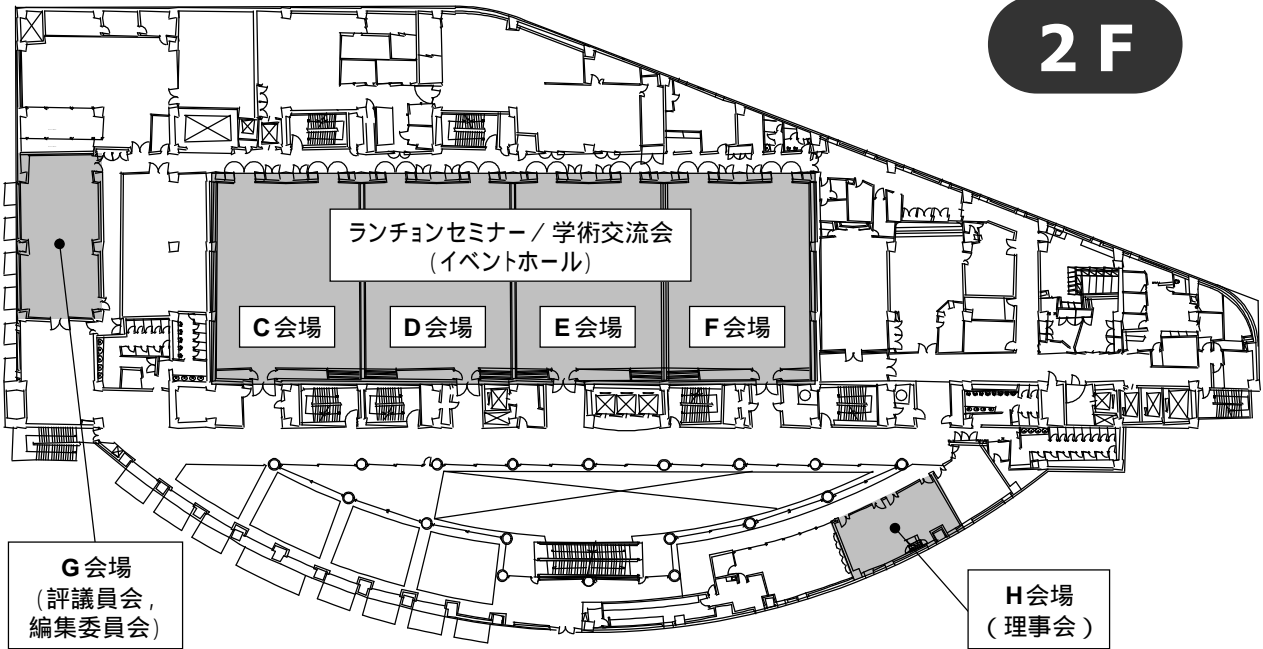 2 F
ランチョンセミナー / 学術交流会
(イベントホール)
C会場
D会場
E会場
F会場
G会場
(評議員会,
編集委員会)
H会場
(理事会)